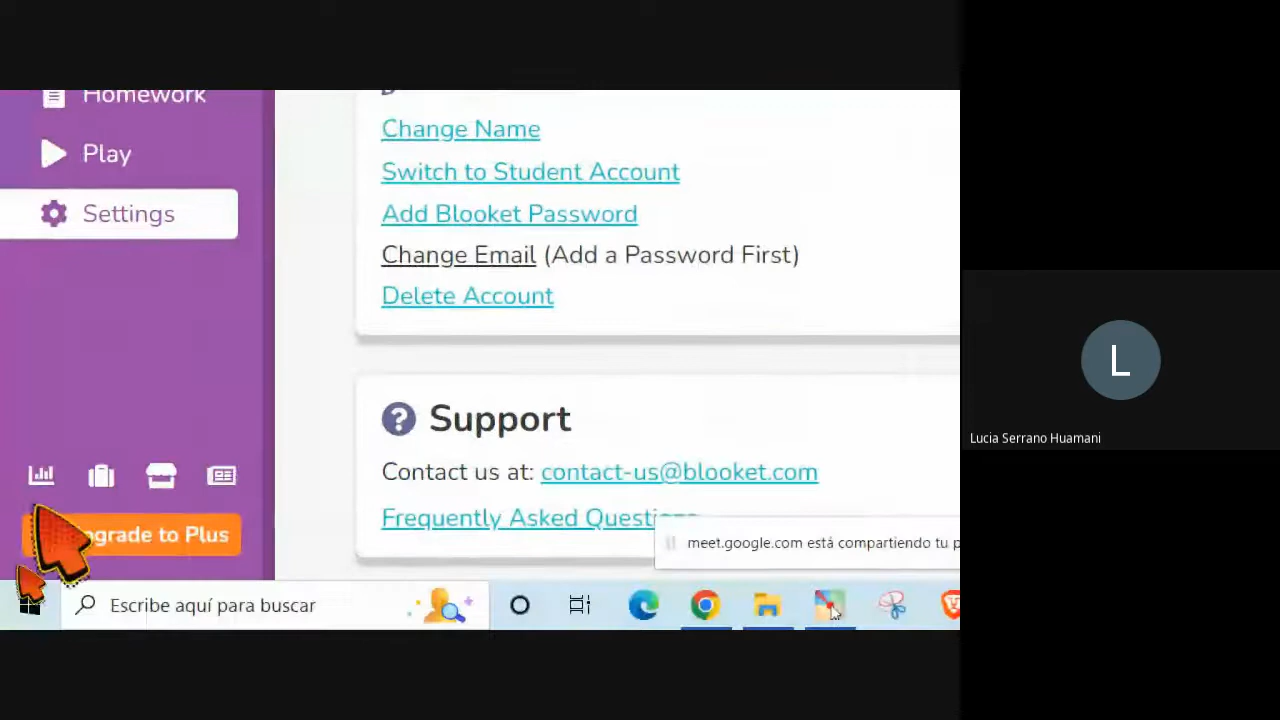 Homework
Play
Settings
Upgrade to Plus
Change Name
Switch to Student Account
Add Blooket Password
Change Email (Add a Password First)
Delete Account
Support
Contact us at: contact-us@blooket.com
Frequently Asked Questions
meet.google.com está compartiendo tu p
Escribe aquí para buscar
L
Lucia Serrano Huamani